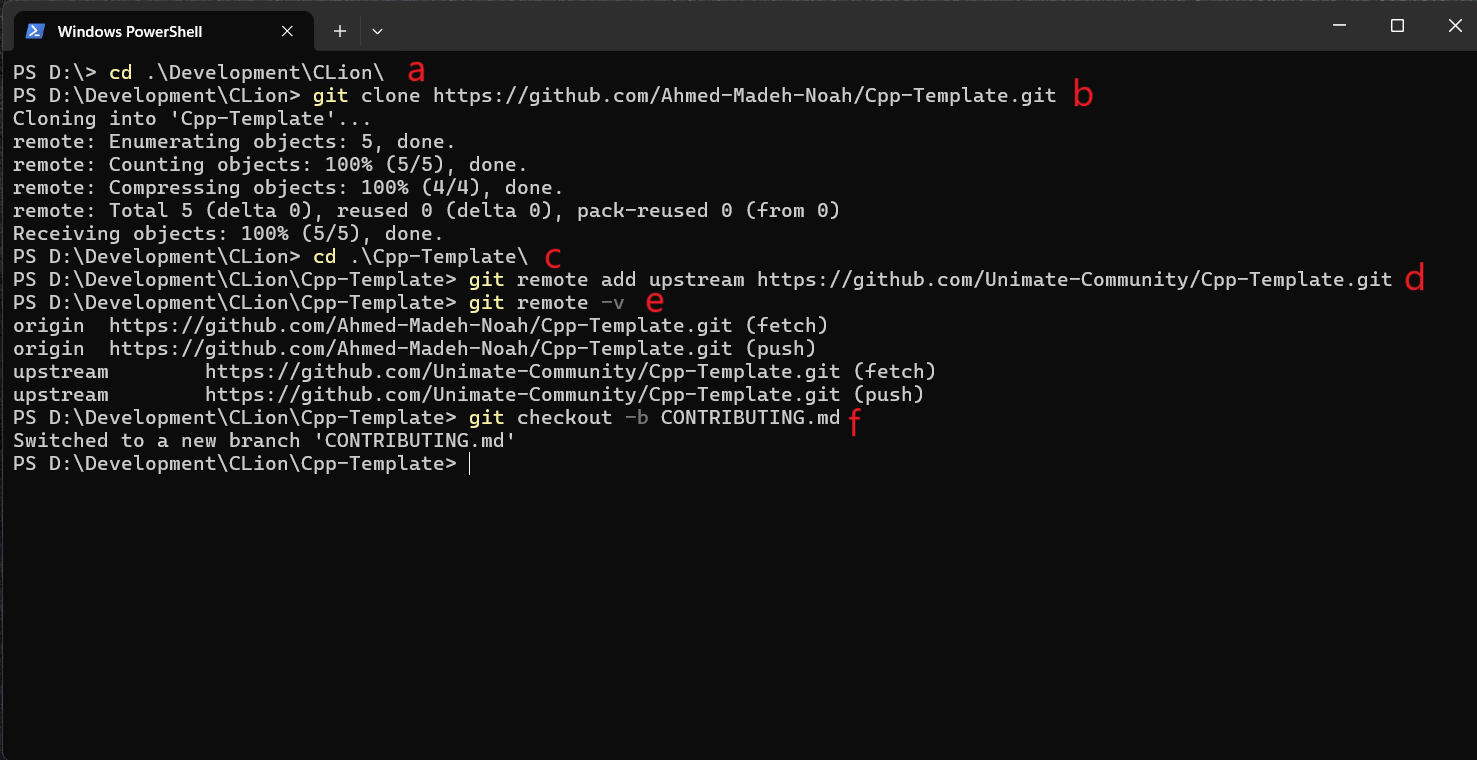 Windows PowerShell
PS D:\> cd .\Development\CLion\ a
PS D:\Development\CLion> git clone https://github.com/Ahmed-Madeh-Noah/Cpp-Template.git b
Cloning into 'Cpp-Template'...
remote: Enumerating objects: 5, done.
remote: Counting objects: 100% (5/5), done.
remote: Compressing objects: 100% (4/4), done.
remote: Total 5 (delta 0), reused 0 (delta 0), pack-reused 0 (from 0)
Receiving objects: 100% (5/5), done.
PS D:\Development\CLion> cd .\Cpp-Template\ c
PS D:\Development\CLion\Cpp-Template> git remote add upstream https://github.com/Unimate-Community/Cpp-Template.git d
PS D:\Development\CLion\Cpp-Template> git remote -v e
origin  https://github.com/Ahmed-Madeh-Noah/Cpp-Template.git (fetch)
origin  https://github.com/Ahmed-Madeh-Noah/Cpp-Template.git (push)
upstream        https://github.com/Unimate-Community/Cpp-Template.git (fetch)
upstream        https://github.com/Unimate-Community/Cpp-Template.git (push)
PS D:\Development\CLion\Cpp-Template> git checkout -b CONTRIBUTING.md f
Switched to a new branch 'CONTRIBUTING.md'
PS D:\Development\CLion\Cpp-Template>